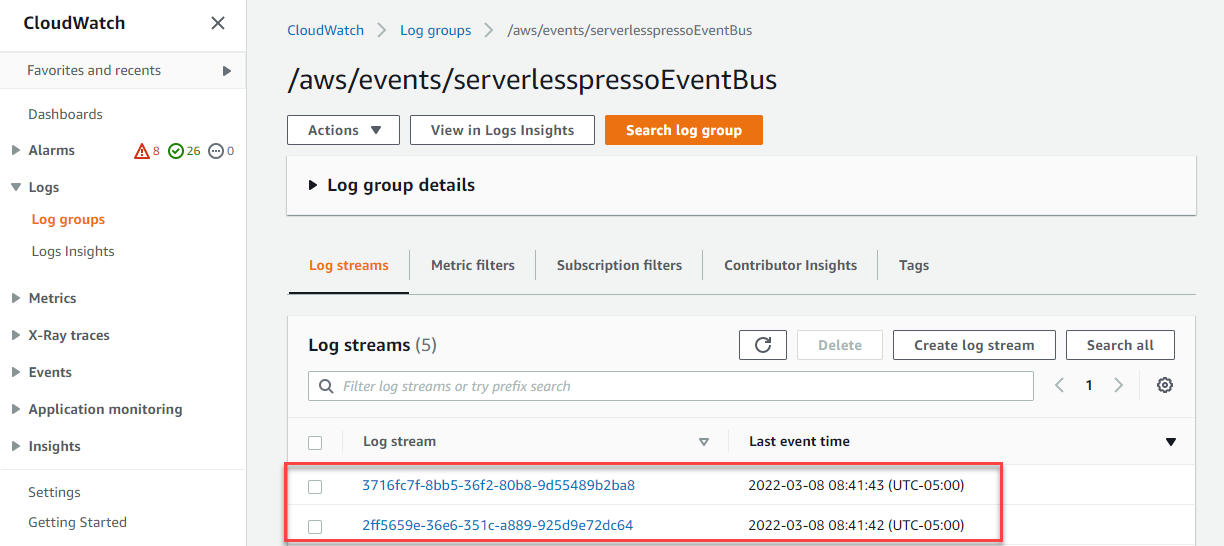 CloudWatch
Favorites and recents
Dashboards
Alarms 8 26 0
Logs
Log groups
Logs Insights
Metrics
X-Ray traces
Events
Application monitoring
Insights
Settings
Getting Started
CloudWatch Log groups /aws/events/serverlesspressoEventBus
/aws/events/serverlesspressoEventBus
Actions View in Logs Insights Search log group
Log group details
Log streams Metric filters Subscription filters Contributor Insights Tags
Log streams (5) Delete Create log stream Search all
Filter log streams or try prefix search 1
Log stream Last event time
3716fc7f-8bb5-36f2-80b8-9d55489b2ba8 2022-03-08 08:41:43 (UTC-05:00)
2ff5659e-36e6-351c-a889-925d9e72dc64 2022-03-08 08:41:42 (UTC-05:00)